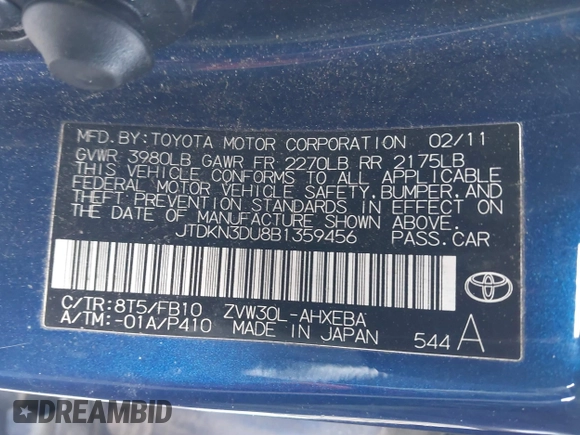 MFD. BY: TOYOTA MOTOR CORPORATION 02/11
GVWR 3980LB GAWR FR 2270LB RR 2175LB
THIS VEHICLE CONFORMS TO ALL APPLICABLE
FEDERAL MOTOR VEHICLE SAFETY, BUMPER, AND
THEFT PREVENTION STANDARDS IN EFFECT ON
THE DATE OF MANUFACTURE SHOWN ABOVE.
JTDKN3DU8B1359456 PASS. CAR
C/TR: 8T5/FB10 ZVW30L-AHXEBA
A/TM: -01A/P410 MADE IN JAPAN
544 A
DREAMBID